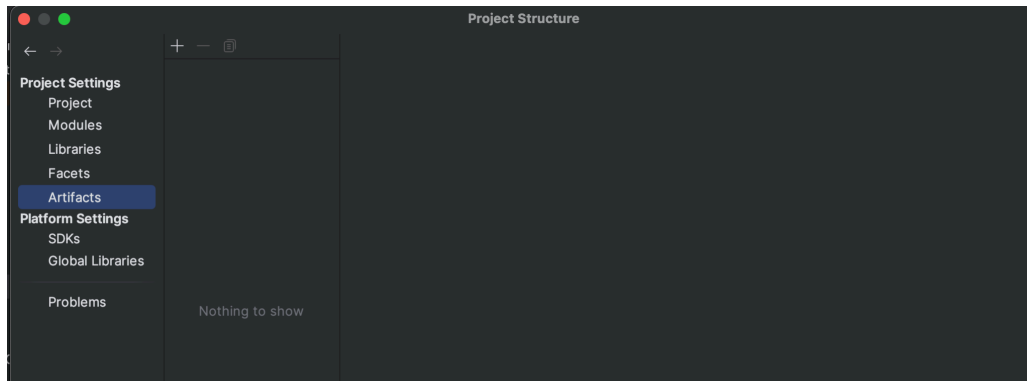 Project Structure
Project Settings
Project
Modules
Libraries
Facets
Artifacts
Platform Settings
SDKs
Global Libraries
Problems
Nothing to show